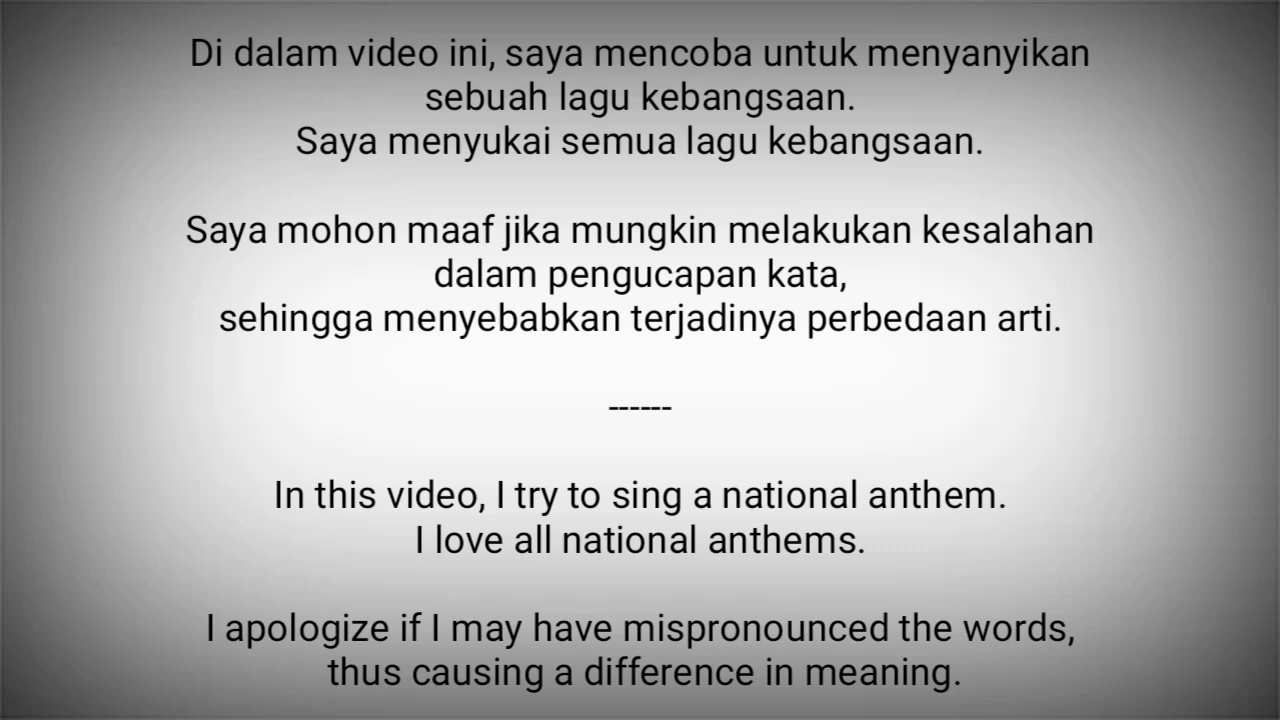 Di dalam video ini, saya mencoba untuk menyanyikan
sebuah lagu kebangsaan.
Saya menyukai semua lagu kebangsaan.
Saya mohon maaf jika mungkin melakukan kesalahan
dalam pengucapan kata,
sehingga menyebabkan terjadinya perbedaan arti.
------
In this video, I try to sing a national anthem.
I love all national anthems.
I apologize if I may have mispronounced the words,
thus causing a difference in meaning.